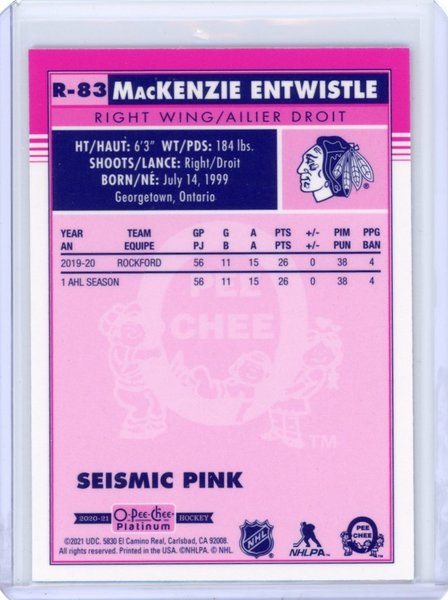 R-83 MacKENZIE ENTWISTLE
RIGHT WING/AILIER DROIT
HT/HAUT: 6'3" WT/PDS: 184 lbs.
SHOOTS/LANCE: Right/Droit
BORN/NÉ: July 14, 1999
Georgetown, Ontario
YEAR TEAM GP G A PTS +/- PIM PPG
AN EQUIPE PJ B A PTS +/- PUN BAN
2019-20 ROCKFORD 56 11 15 26 0 38 4
1 AHL SEASON 56 11 15 26 0 38 4
O PEE CHEE TM
SEISMIC PINK
2020-21 O-Pee-Chee Platinum HOCKEY
©2021 UDC. 5830 El Camino Real, Carlsbad, CA 92008.
All rights reserved. Printed in the USA. ©NHLPA. © NHL.
NHL
NHLPA
O PEE CHEE